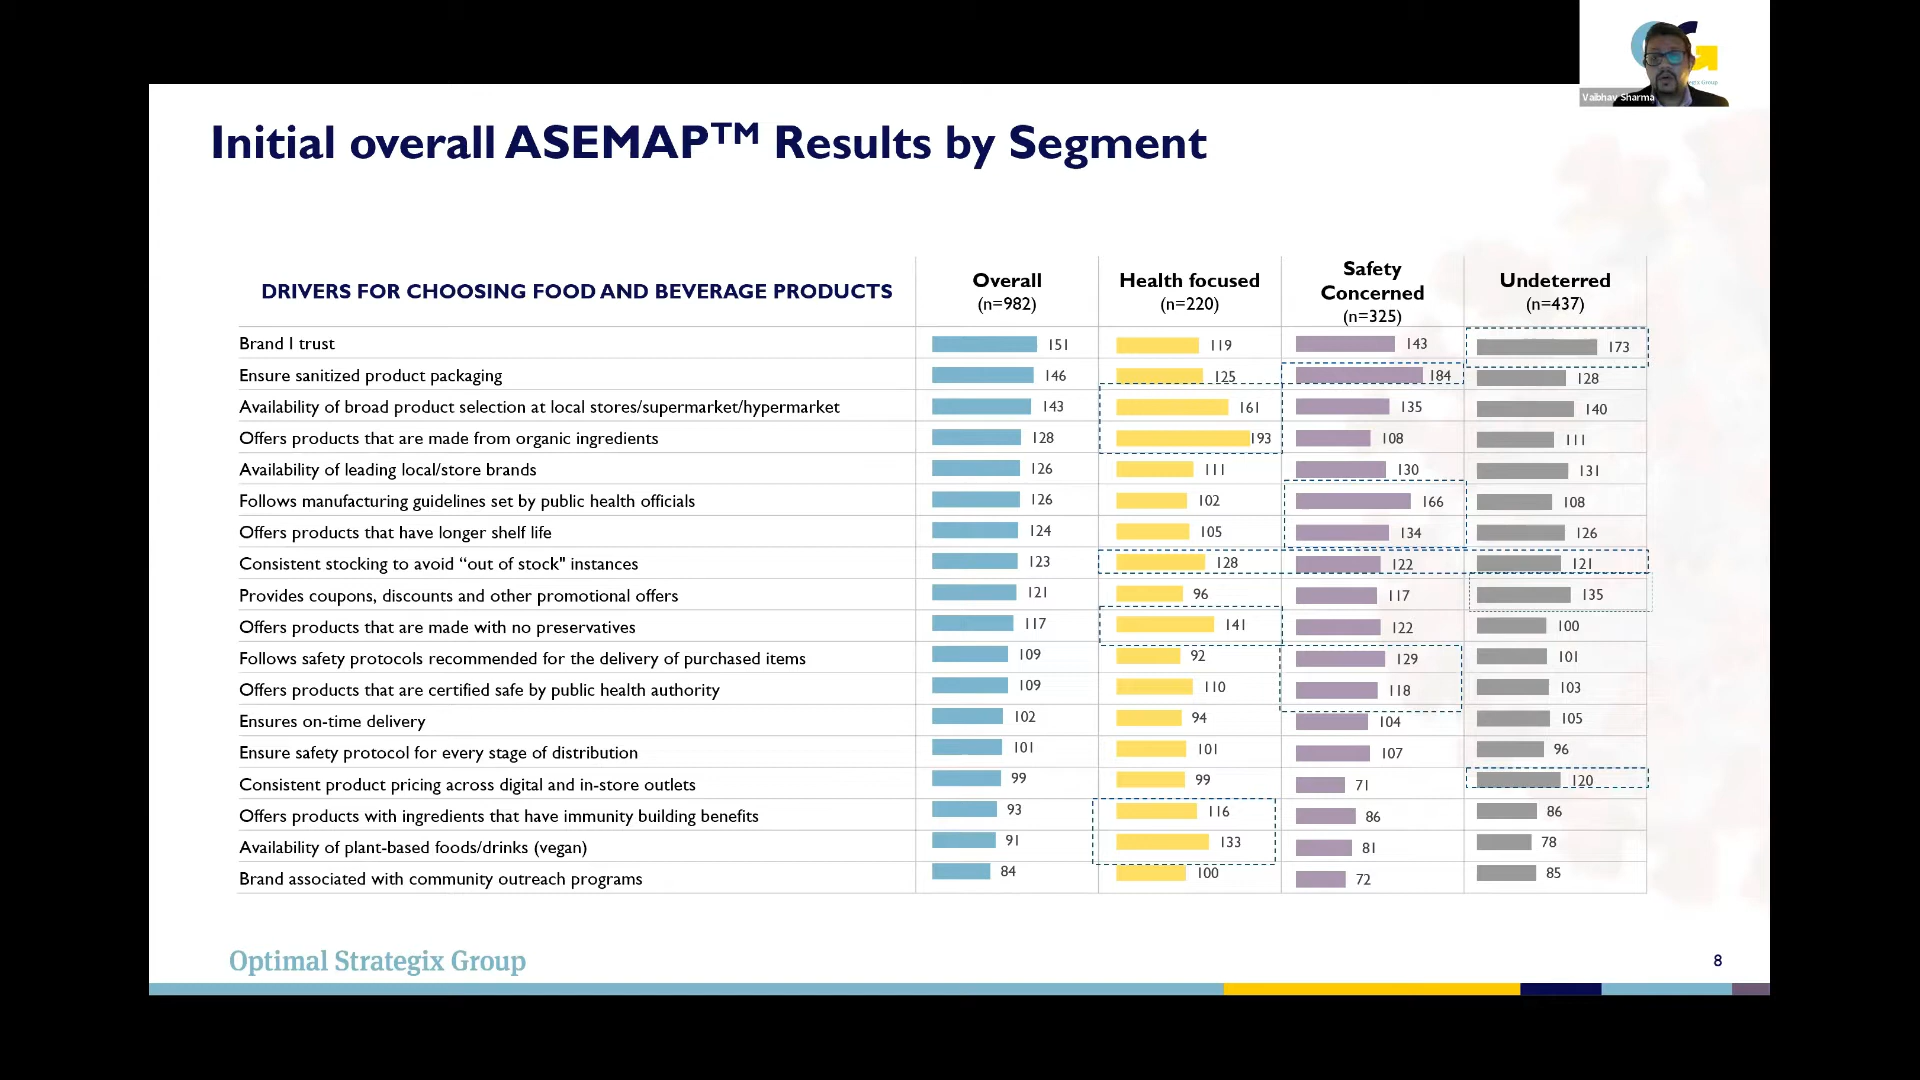 Vaibhav Sharma
Initial overall ASEMAP™ Results by Segment
DRIVERS FOR CHOOSING FOOD AND BEVERAGE PRODUCTS
Overall
(n=982)
Health focused
(n=220)
Safety
Concerned
(n=325)
Undeterred
(n=437)
Brand I trust 151 119 143 173
Ensure sanitized product packaging 146 125 184 128
Availability of broad product selection at local stores/supermarket/hypermarket 143 161 135 140
Offers products that are made from organic ingredients 128 193 108 111
Availability of leading local/store brands 126 111 130 131
Follows manufacturing guidelines set by public health officials 126 102 166 108
Offers products that have longer shelf life 124 105 134 126
Consistent stocking to avoid “out of stock" instances 123 128 122 121
Provides coupons, discounts and other promotional offers 121 96 117 135
Offers products that are made with no preservatives 117 141 122 100
Follows safety protocols recommended for the delivery of purchased items 109 92 129 101
Offers products that are certified safe by public health authority 109 110 118 103
Ensures on-time delivery 102 94 104 105
Ensure safety protocol for every stage of distribution 101 101 107 96
Consistent product pricing across digital and in-store outlets 99 99 71 120
Offers products with ingredients that have immunity building benefits 93 116 86 86
Availability of plant-based foods/drinks (vegan) 91 133 81 78
Brand associated with community outreach programs 84 100 72 85
Optimal Strategix Group
8